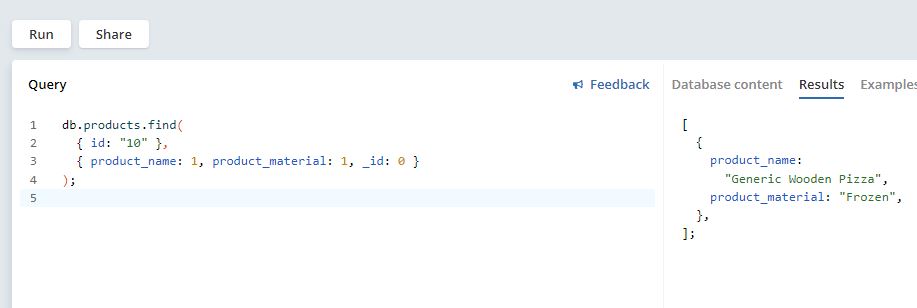 Run Share
Query Feedback Database content Results Examples
1 db.products.find(
2 { id: "10" },
3 { product_name: 1, product_material: 1, _id: 0 }
4 );
5
[
{
product_name:
"Generic Wooden Pizza",
product_material: "Frozen",
},
];